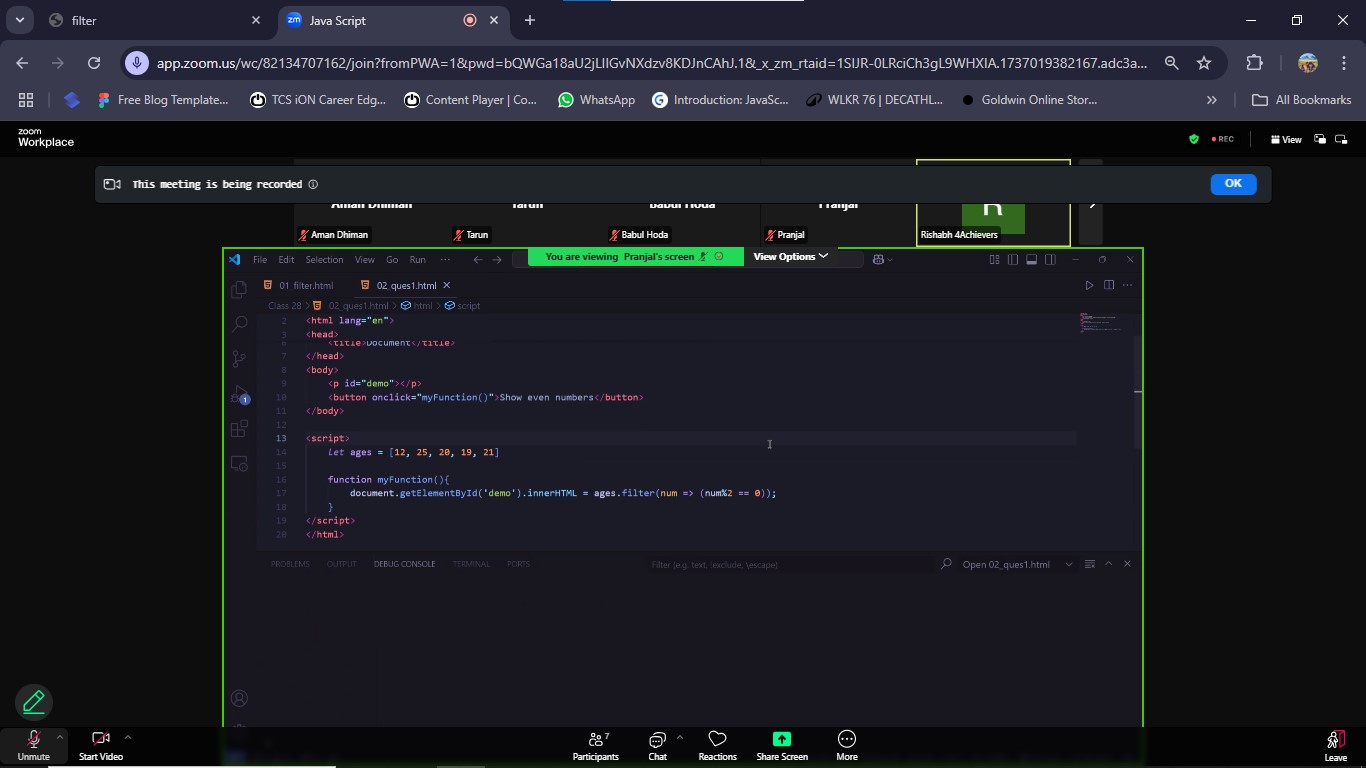 filter
zm Java Script
app.zoom.us/wc/82134707162/join?fromPWA=1&pwd=bQWGa18aU2jLlIGvNXdzv8KDJnCAhJ.1&_x_zm_rtaid=1SlUR-0LRciCh3gL9WHXIA.1737019382167.adc3a...
Free Blog Template...
TCS iON Career Edg...
Content Player | Co...
WhatsApp
Introduction: JavaSc...
WLKR 76 | DECATHL...
Goldwin Online Stor...
»
All Bookmarks
zoom
Workplace
REC
View
This meeting is being recorded
OK
Aman Dhiman
Tarun
Babul Hoda
Pranjal
R
Aman Dhiman
Tarun
Babul Hoda
Pranjal
Rishabh 4Achievers
You are viewing Pranjal's screen
View Options
File Edit Selection View Go Run ...
01 filter.html
02_ques1.html
Class 28 > 02_ques1.html > html > script
2 <html lang="en">
3 <head>
6 <title>Document</title>
7 </head>
8 <body>
9 <p id="demo"></p>
10 <button onclick="myFunction()">Show even numbers</button>
11 </body>
12
13 <script>
14 let ages = [12, 25, 20, 19, 21]
15
16 function myFunction(){
17 document.getElementById('demo').innerHTML = ages.filter(num => (num%2 == 0));
18 }
19 </script>
20 </html>
1
PROBLEMS OUTPUT DEBUG CONSOLE TERMINAL PORTS
Filter (e.g. text, !exclude, \escape)
Open 02_ques1.html
Unmute
Start Video
Participants
7
Chat
Reactions
Share Screen
More
Leave